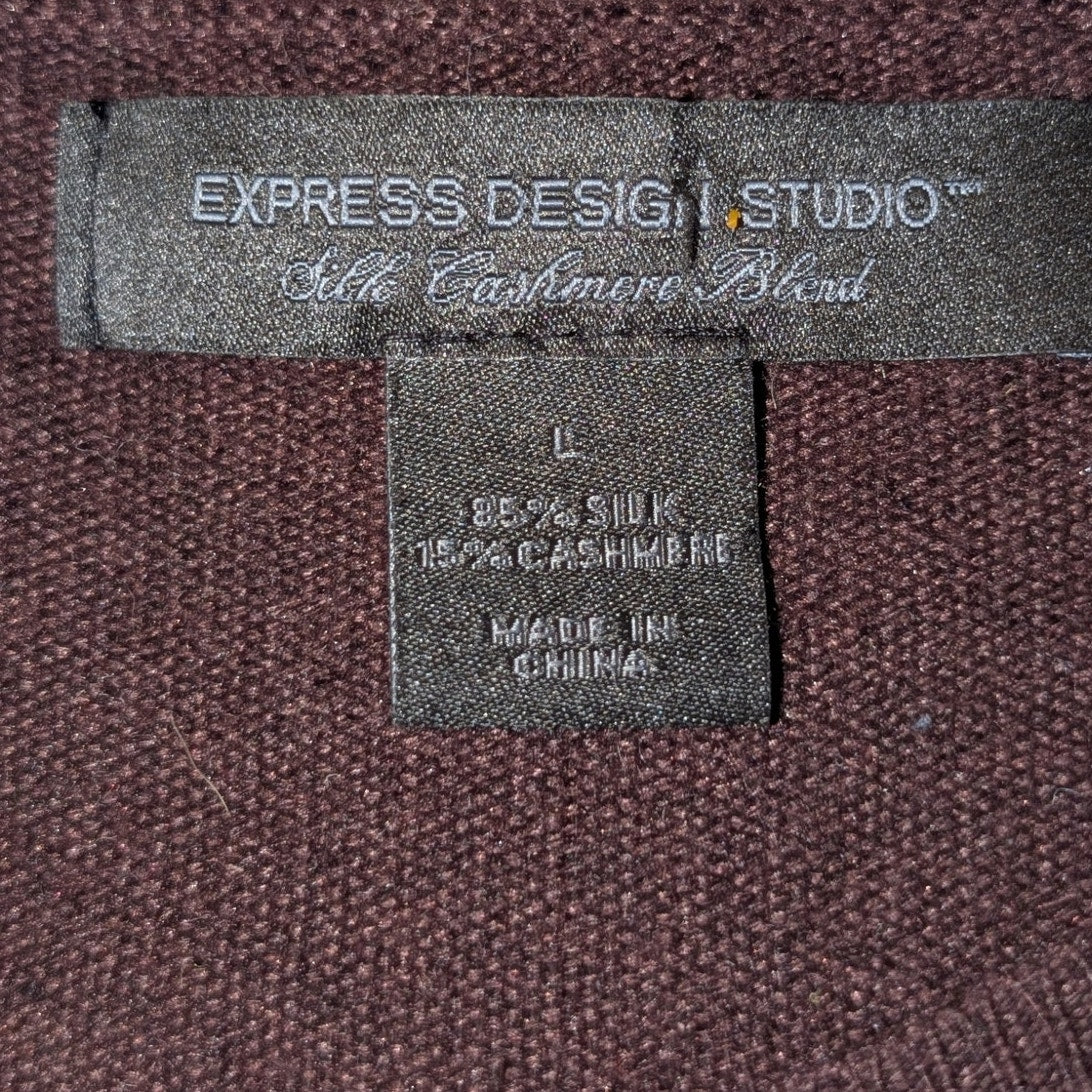 EXPRESS DESIGN STUDIO™
Silk Cashmere Blend
L
85% SILK
15% CASHMERE
MADE IN
CHINA